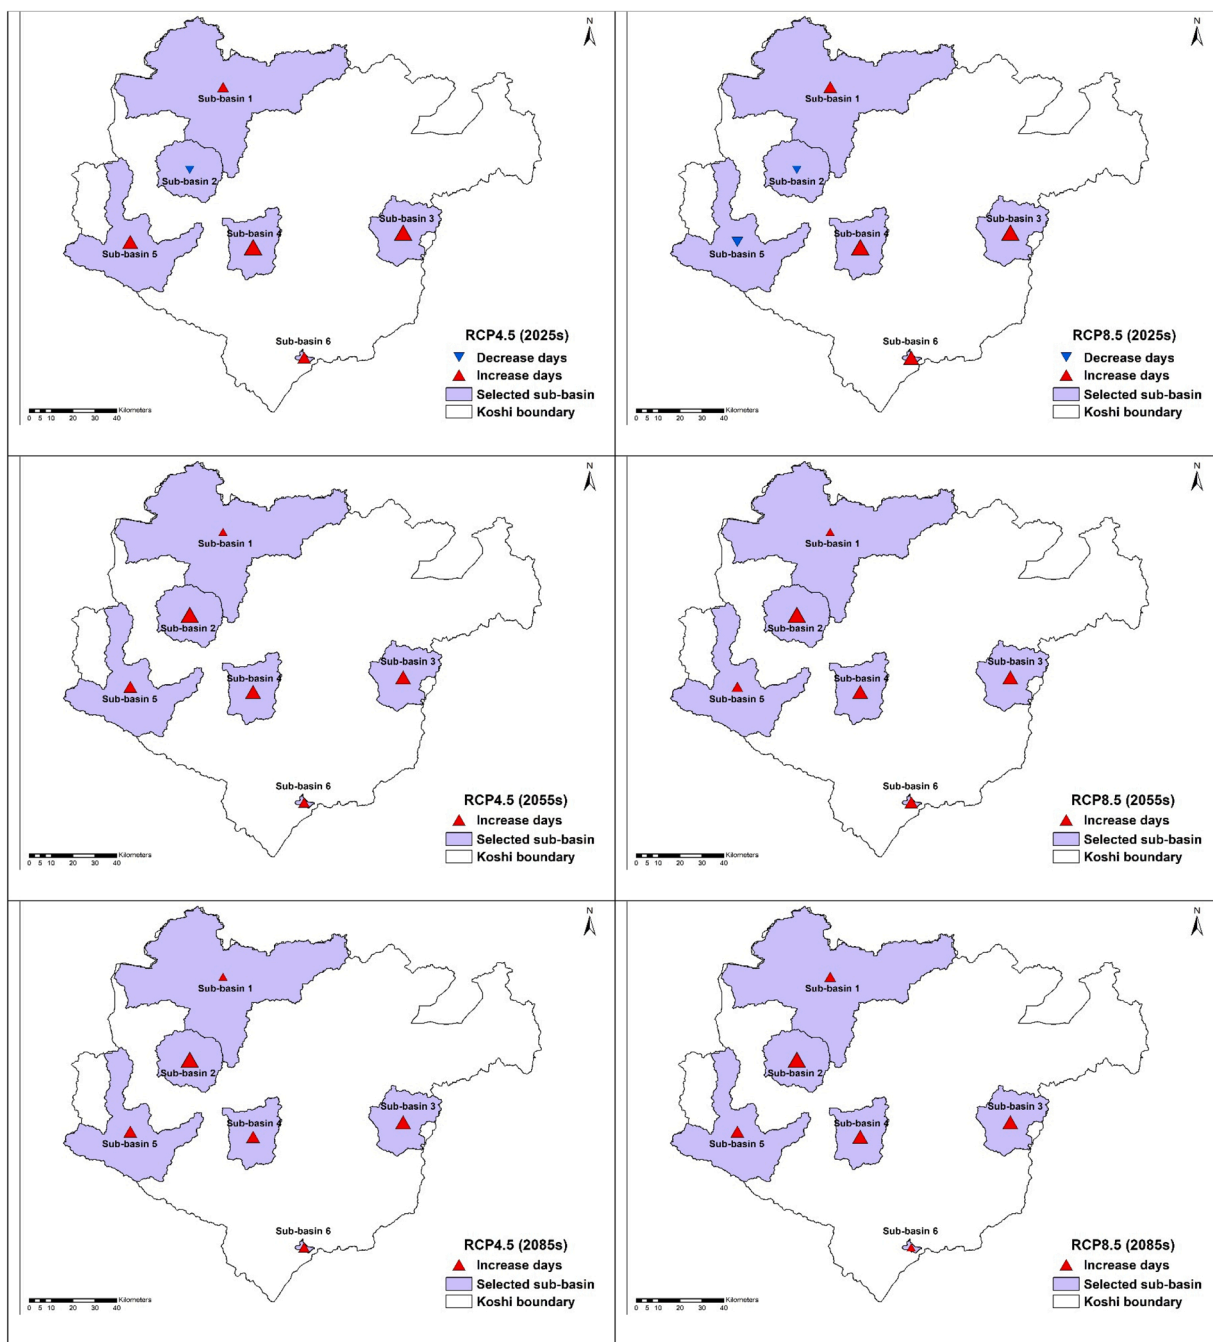 N
Sub-basin 1
Sub-basin 2
Sub-basin 3
Sub-basin 4
Sub-basin 5
Sub-basin 6
RCP4.5 (2025s)
Decrease days
Increase days
Selected sub-basin
Koshi boundary
Kilometers
0 5 10 20 30 40
N
Sub-basin 1
Sub-basin 2
Sub-basin 3
Sub-basin 4
Sub-basin 5
Sub-basin 6
RCP8.5 (2025s)
Decrease days
Increase days
Selected sub-basin
Koshi boundary
Kilometers
0 5 10 20 30 40
N
Sub-basin 1
Sub-basin 2
Sub-basin 3
Sub-basin 4
Sub-basin 5
Sub-basin 6
RCP4.5 (2055s)
Increase days
Selected sub-basin
Koshi boundary
Kilometers
0 5 10 20 30 40
N
Sub-basin 1
Sub-basin 2
Sub-basin 3
Sub-basin 4
Sub-basin 5
Sub-basin 6
RCP8.5 (2055s)
Increase days
Selected sub-basin
Koshi boundary
Kilometers
0 5 10 20 30 40
N
Sub-basin 1
Sub-basin 2
Sub-basin 3
Sub-basin 4
Sub-basin 5
Sub-basin 6
RCP4.5 (2085s)
Increase days
Selected sub-basin
Koshi boundary
Kilometers
0 5 10 20 30 40
N
Sub-basin 1
Sub-basin 2
Sub-basin 3
Sub-basin 4
Sub-basin 5
Sub-basin 6
RCP8.5 (2085s)
Increase days
Selected sub-basin
Koshi boundary
Kilometers
0 5 10 20 30 40